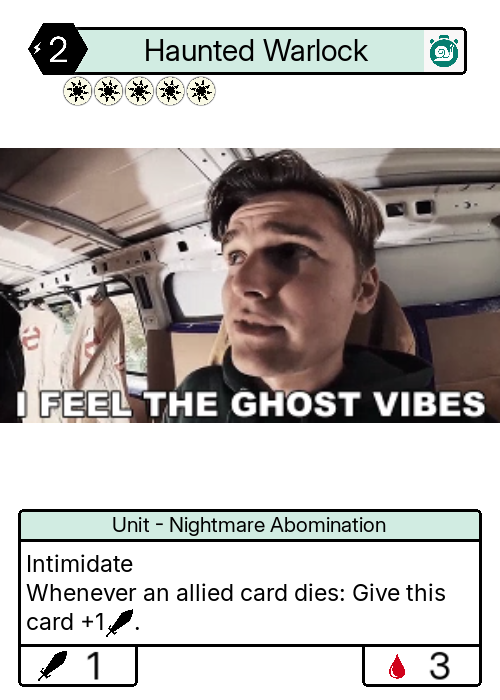 2
Haunted Warlock
I FEEL THE GHOST VIBES
Unit - Nightmare Abomination
Intimidate
Whenever an allied card dies: Give this
card +1.
1
3